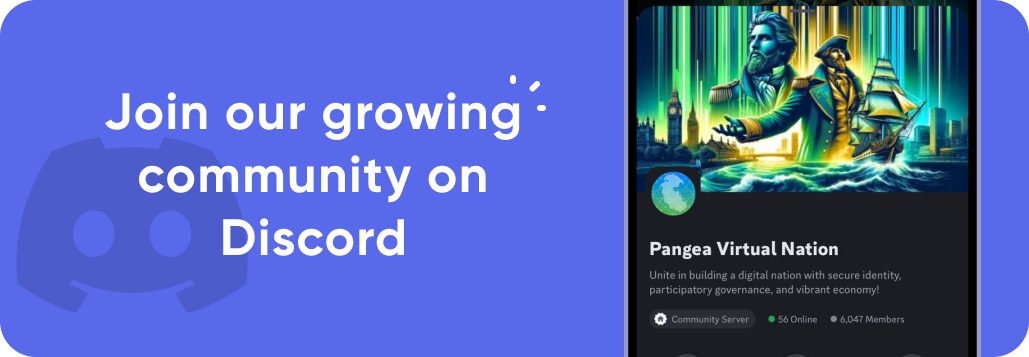 Join our growing
community on
Discord
Pangea Virtual Nation
Unite in building a digital nation with secure identity,
participatory governance, and vibrant economy!
Community Server 56 Online 6,047 Members